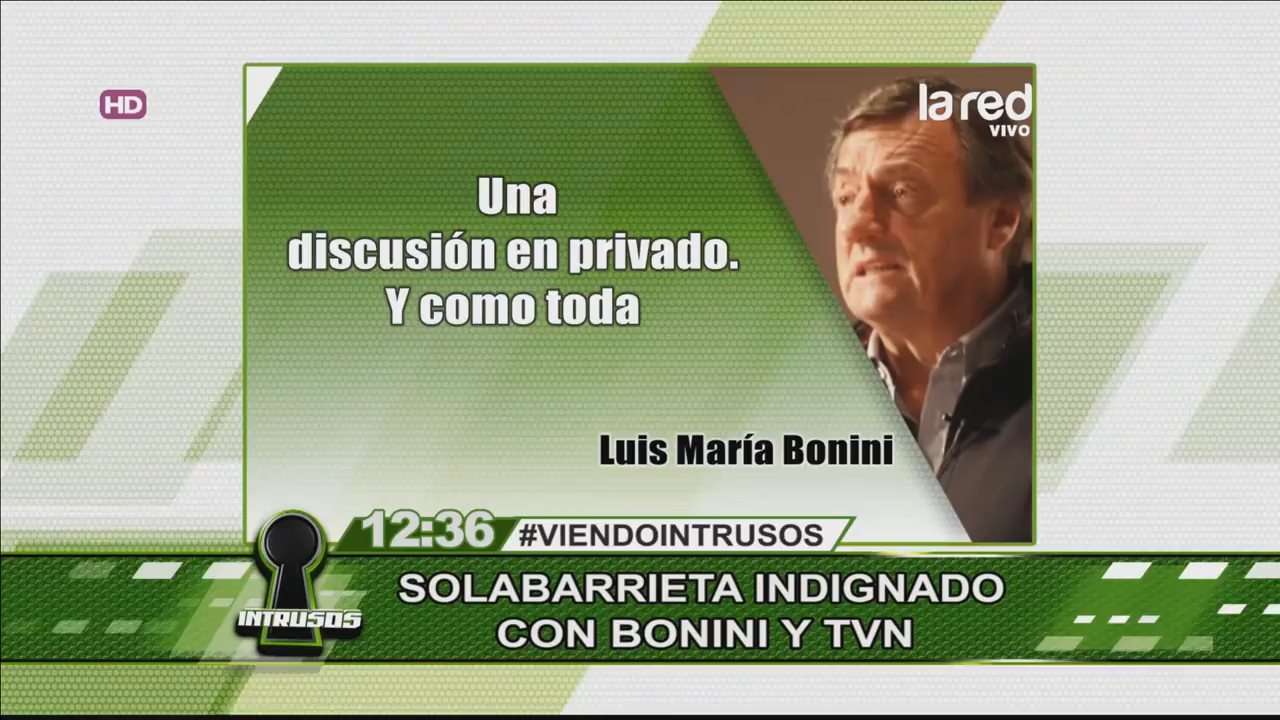 HD
la red
VIVO
Una
discusión en privado.
Y como toda
Luis María Bonini
12:36 #VIENDOINTRUSOS
INTRUSOS
SOLABARRIETA INDIGNADO
CON BONINI Y TVN